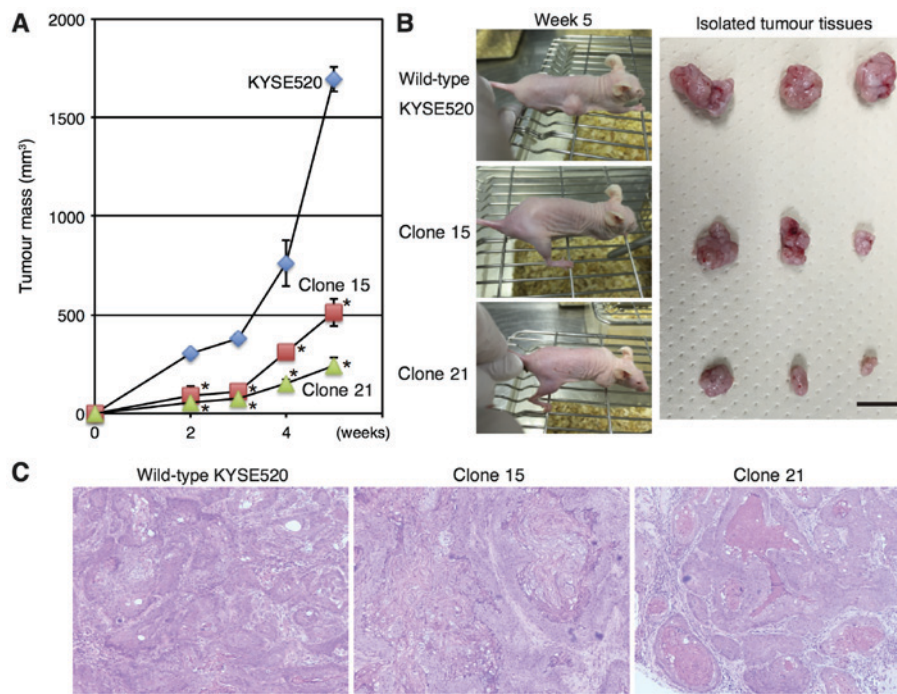 A
Tumour mass (mm³)
2000
1500
1000
500
0
0
2
4
(weeks)
KYSE520
Clone 15
Clone 21
*
*
*
*
*
*
*
*
B
Week 5
Isolated tumour tissues
Wild-type
KYSE520
Clone 15
Clone 21
C
Wild-type KYSE520
Clone 15
Clone 21